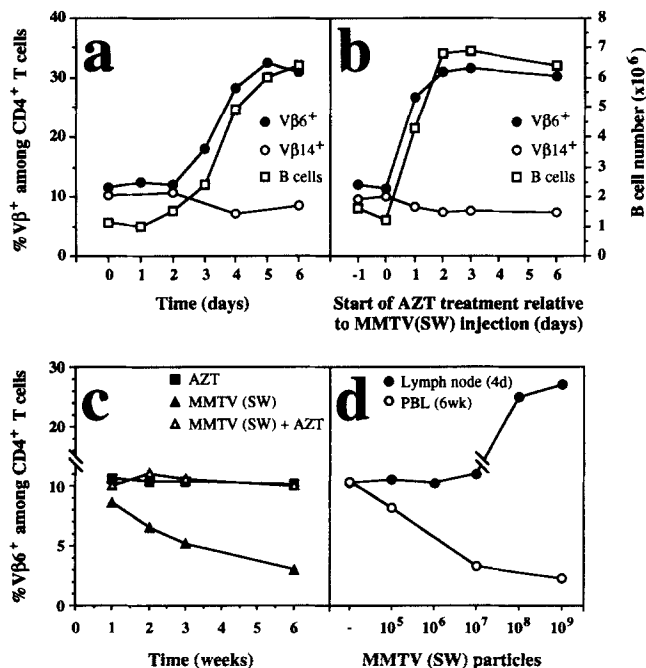 a
b
%Vβ⁺ among CD4⁺ T cells
40
30
20
10
0
Vβ6⁺
Vβ14⁺
B cells
Vβ6⁺
Vβ14⁺
B cells
8
7
6
5
4
3
2
1
0
B cell number (x10⁶)
0 1 2 3 4 5 6
-1 0 1 2 3 4 5 6
Time (days)
Start of AZT treatment relative
to MMTV(SW) injection (days)
c
d
%Vβ6⁺ among CD4⁺ T cells
30
20
10
5
0
AZT
MMTV (SW)
MMTV (SW) + AZT
Lymph node (4d)
PBL (6wk)
0 1 2 3 4 5 6
- 10⁵ 10⁶ 10⁷ 10⁸ 10⁹
Time (weeks)
MMTV (SW) particles